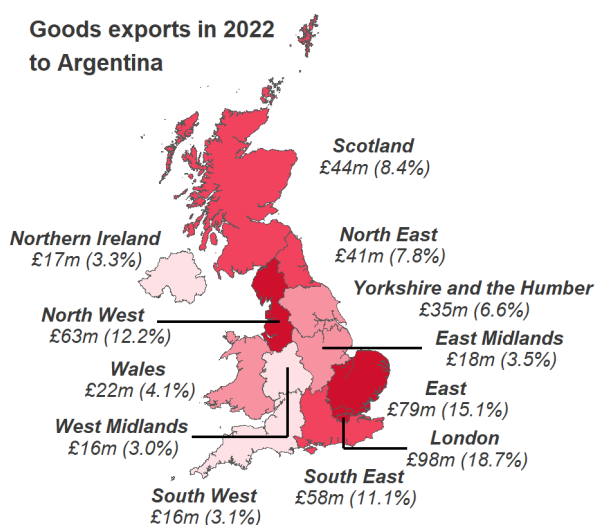 Goods exports in 2022
to Argentina
Scotland
£44m (8.4%)
Northern Ireland
£17m (3.3%)
North East
£41m (7.8%)
Yorkshire and the Humber
£35m (6.6%)
North West
£63m (12.2%)
East Midlands
£18m (3.5%)
Wales
£22m (4.1%)
East
£79m (15.1%)
West Midlands
£16m (3.0%)
London
£98m (18.7%)
South East
£58m (11.1%)
South West
£16m (3.1%)